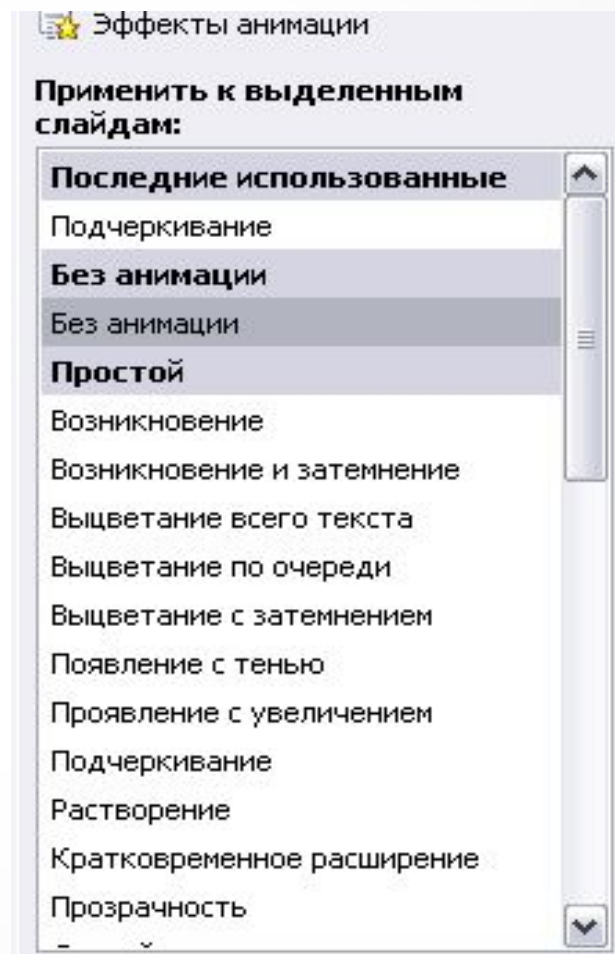 Эффекты анимации
Применить к выделенным
слайдам:
Последние использованные
Подчеркивание
Без анимации
Без анимации
Простой
Возникновение
Возникновение и затемнение
Выцветание всего текста
Выцветание по очереди
Выцветание с затемнением
Появление с тенью
Проявление с увеличением
Подчеркивание
Растворение
Кратковременное расширение
Прозрачность